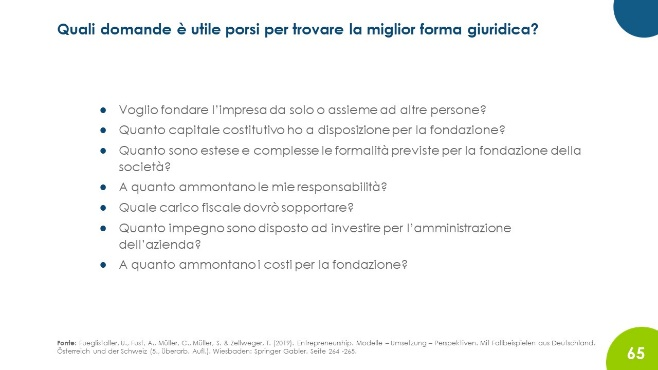 Quali domande è utile porsi per trovare la miglior forma giuridica?
● Voglio fondare l'impresa da solo o assieme ad altre persone?
● Quanto capitale costitutivo ho a disposizione per la fondazione?
● Quanto sono estese e complesse le formalità previste per la fondazione della
società?
● A quanto ammontano le mie responsabilità?
● Quale carico fiscale dovrò sopportare?
● Quanto impegno sono disposto ad investire per l'amministrazione
dell'azienda?
● A quanto ammontano i costi per la fondazione?
Fonte: Fueglistaller, U., Fust, A., Müller, C., Müller, S. & Zellweger, T. (2019). Entrepreneurship. Modelle – Umsetzung – Perspektiven. Mit Fallbeispielen aus Deutschland,
Österreich und der Schweiz (5., überarb. Aufl.). Wiesbaden: Springer Gabler. Seite 264 -265.
65